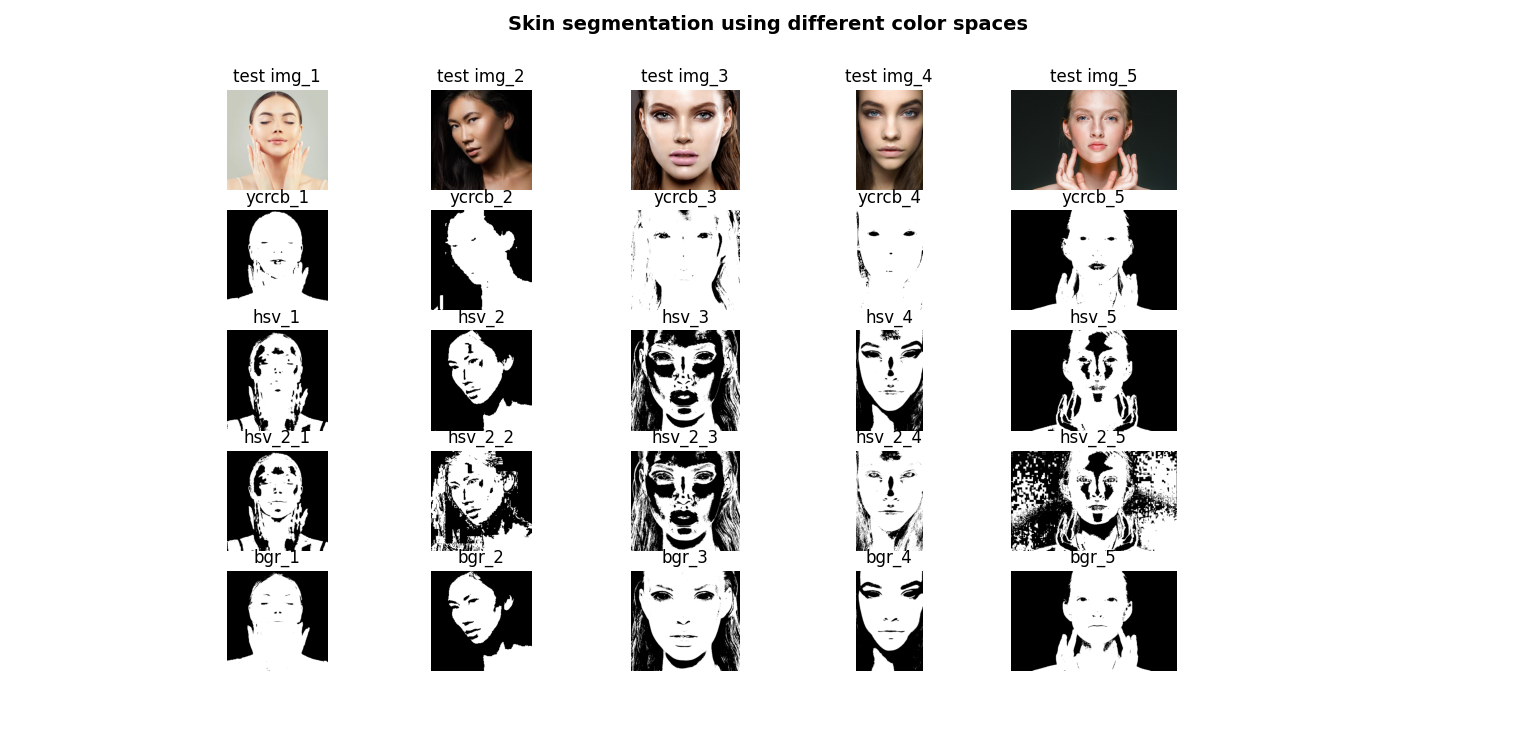 Skin segmentation using different color spaces
test img_1 test img_2 test img_3 test img_4 test img_5
ycrcb_1 ycrcb_2 ycrcb_3 ycrcb_4 ycrcb_5
hsv_1 hsv_2 hsv_3 hsv_4 hsv_5
hsv_2_1 hsv_2_2 hsv_2_3 hsv_2_4 hsv_2_5
bgr_1 bgr_2 bgr_3 bgr_4 bgr_5